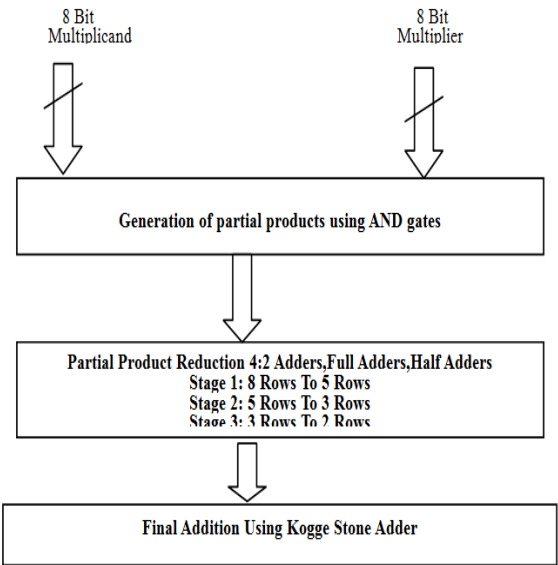 8 Bit
Multiplicand
8 Bit
Multiplier
Generation of partial products using AND gates
Partial Product Reduction 4:2 Adders,Full Adders,Half Adders
Stage 1: 8 Rows To 5 Rows
Stage 2: 5 Rows To 3 Rows
Stage 3: 3 Rows To 2 Rows
Final Addition Using Kogge Stone Adder